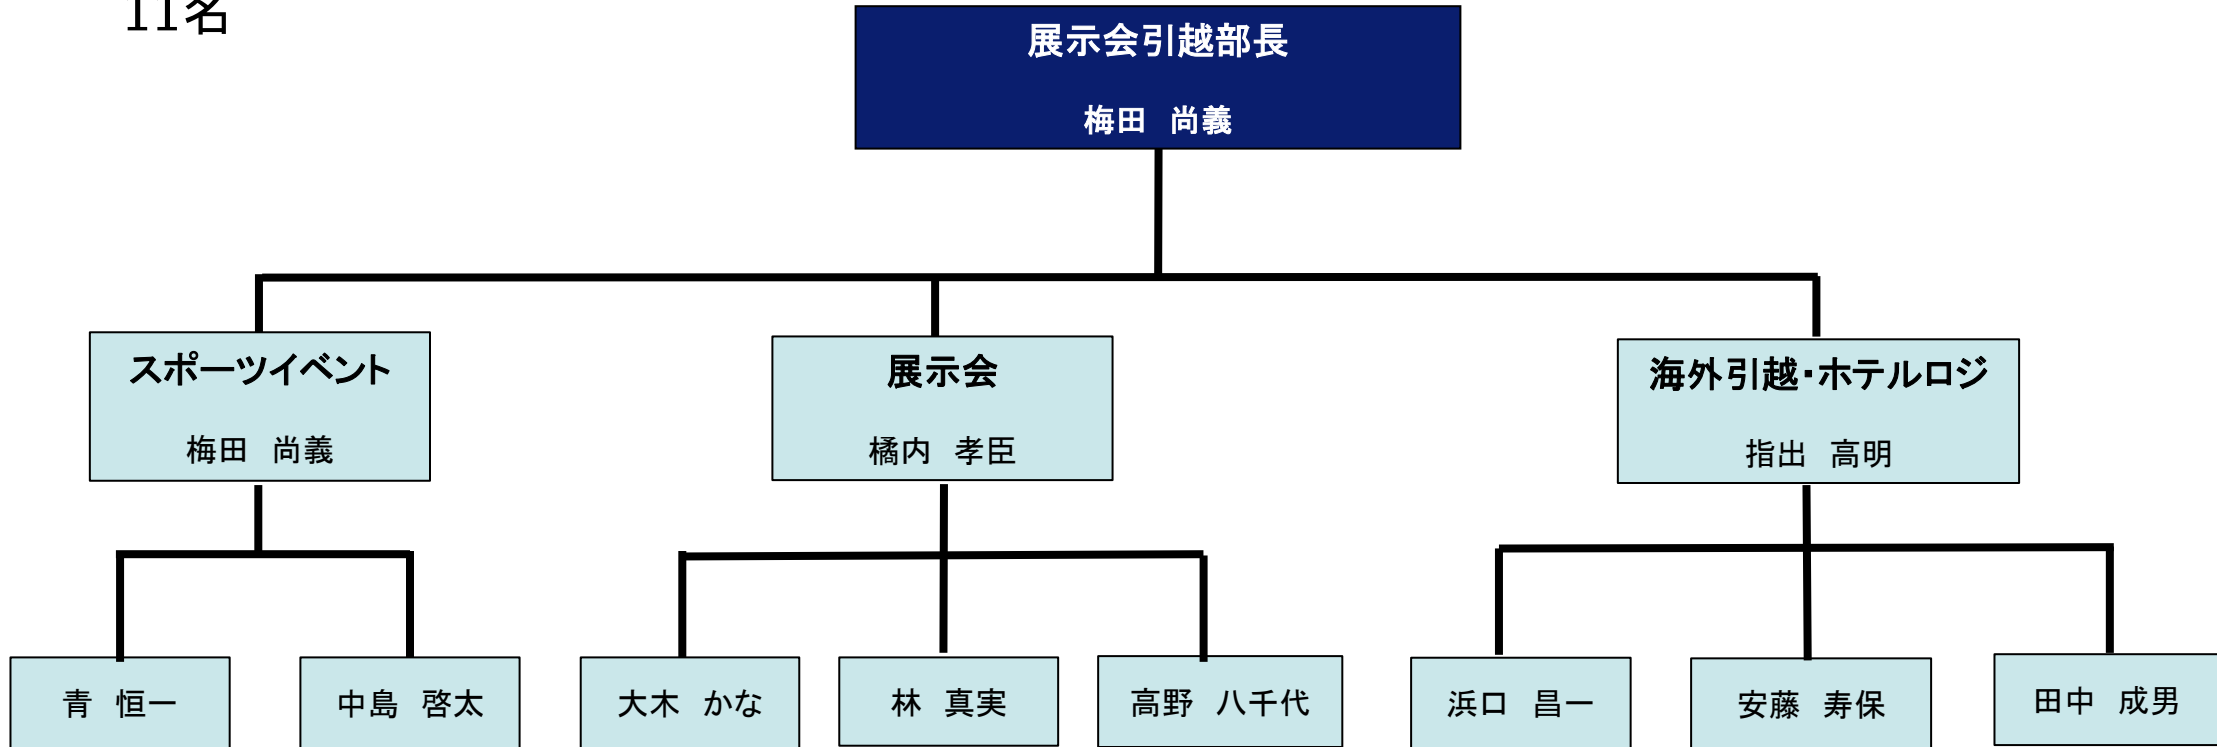 11名
展示会引越部長
梅田　尚義
スポーツイベント
梅田　尚義
展示会
橘内　孝臣
海外引越・ホテルロジ
指出　高明
青　恒一
中島　啓太
大木　かな
林　真実
高野　八千代
浜口　昌一
安藤　寿保
田中　成男